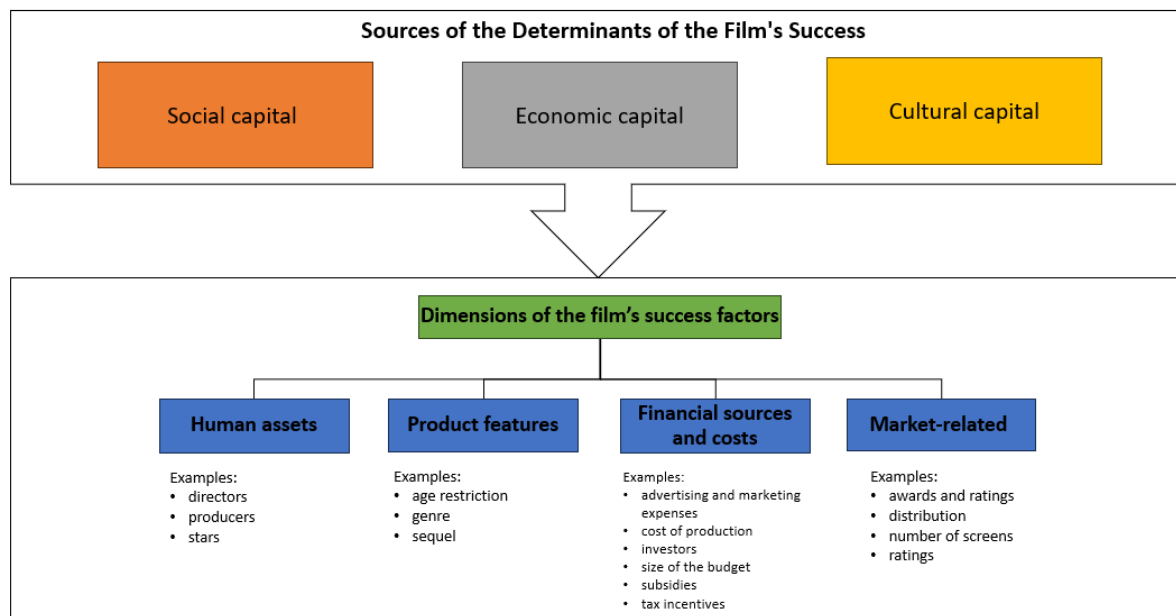 Sources of the Determinants of the Film's Success
Social capital
Economic capital
Cultural capital
Dimensions of the film’s success factors
Human assets
Examples:
• directors
• producers
• stars
Product features
Examples:
• age restriction
• genre
• sequel
Financial sources
and costs
Examples:
• advertising and marketing
expenses
• cost of production
• investors
• size of the budget
• subsidies
• tax incentives
Market-related
Examples:
• awards and ratings
• distribution
• number of screens
• ratings